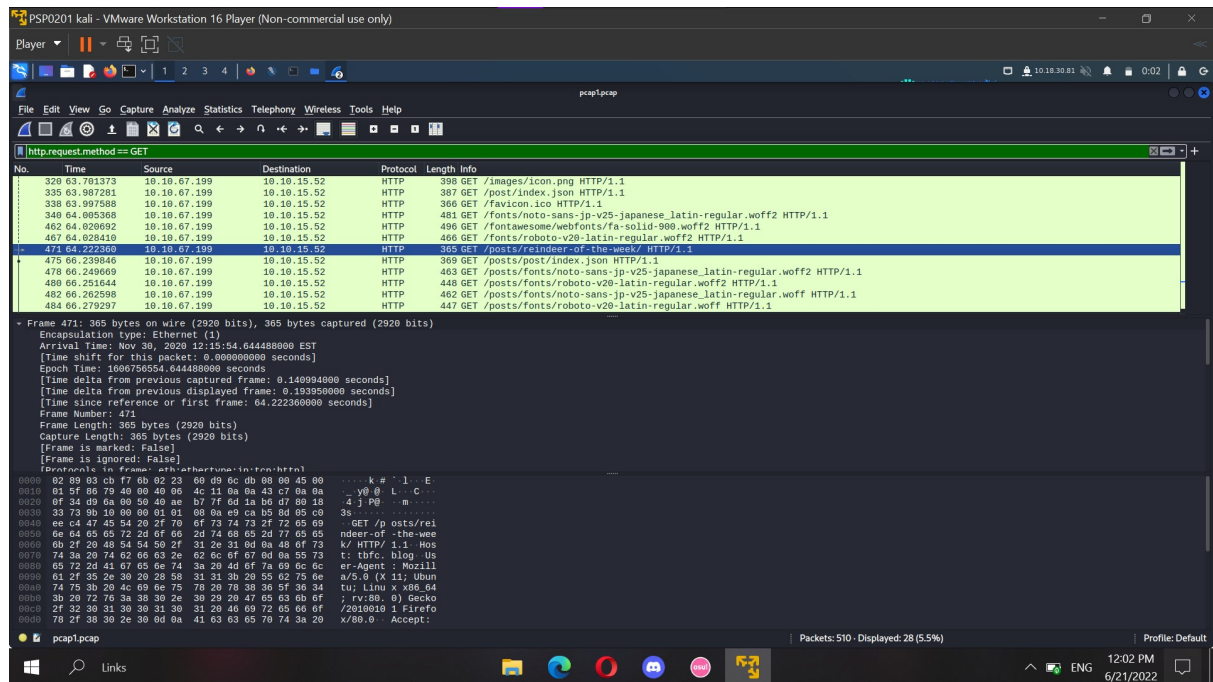 PSP0201 kali - VMware Workstation 16 Player (Non-commercial use only)
Player
1 2 3 4 10.18.30.81 0:02
pcap1.pcap
File Edit View Go Capture Analyze Statistics Telephony Wireless Tools Help
http.request.method == GET
No. Time Source Destination Protocol Length Info
320 63.701373 10.10.67.199 10.10.15.52 HTTP 398 GET /images/icon.png HTTP/1.1
335 63.987281 10.10.67.199 10.10.15.52 HTTP 387 GET /post/index.json HTTP/1.1
338 63.997588 10.10.67.199 10.10.15.52 HTTP 366 GET /favicon.ico HTTP/1.1
340 64.005368 10.10.67.199 10.10.15.52 HTTP 481 GET /fonts/noto-sans-jp-v25-japanese_latin-regular.woff2 HTTP/1.1
462 64.020692 10.10.67.199 10.10.15.52 HTTP 496 GET /fontawesome/webfonts/fa-solid-900.woff2 HTTP/1.1
467 64.028410 10.10.67.199 10.10.15.52 HTTP 466 GET /fonts/roboto-v20-latin-regular.woff2 HTTP/1.1
471 64.222360 10.10.67.199 10.10.15.52 HTTP 365 GET /posts/reindeer-of-the-week/ HTTP/1.1
475 66.239846 10.10.67.199 10.10.15.52 HTTP 369 GET /posts/post/index.json HTTP/1.1
478 66.249669 10.10.67.199 10.10.15.52 HTTP 463 GET /posts/fonts/noto-sans-jp-v25-japanese_latin-regular.woff2 HTTP/1.1
480 66.251644 10.10.67.199 10.10.15.52 HTTP 448 GET /posts/fonts/roboto-v20-latin-regular.woff2 HTTP/1.1
482 66.262598 10.10.67.199 10.10.15.52 HTTP 462 GET /posts/fonts/noto-sans-jp-v25-japanese_latin-regular.woff HTTP/1.1
484 66.279297 10.10.67.199 10.10.15.52 HTTP 447 GET /posts/fonts/roboto-v20-latin-regular.woff HTTP/1.1
Frame 471: 365 bytes on wire (2920 bits), 365 bytes captured (2920 bits)
Encapsulation type: Ethernet (1)
Arrival Time: Nov 30, 2020 12:15:54.644488000 EST
[Time shift for this packet: 0.000000000 seconds]
Epoch Time: 1606756554.644488000 seconds
[Time delta from previous captured frame: 0.140994000 seconds]
[Time delta from previous displayed frame: 0.193950000 seconds]
[Time since reference or first frame: 64.222360000 seconds]
Frame Number: 471
Frame Length: 365 bytes (2920 bits)
Capture Length: 365 bytes (2920 bits)
[Frame is marked: False]
[Frame is ignored: False]
[Protocols in frame: eth:ethertype:ip:tcp:http]
0000 02 89 03 cb f7 6b 02 23 60 d9 6c db 08 00 45 00 ·····k·# `·l···E·
0010 01 5f 86 79 40 00 40 06 4c 11 0a 0a 43 c7 0a 0a ·_·y@·@· L···C···
0020 0f 34 d9 6a 00 50 40 ae b7 7f 6d 1a b6 d7 80 18 ·4·j·P@· ··m·····
0030 33 73 9b 10 00 00 01 01 08 0a e9 ca b5 8d 05 c0 3s······ ········
0040 ee c4 47 45 54 20 2f 70 6f 73 74 73 2f 72 65 69 ··GET /p osts/rei
0050 6e 64 65 65 72 2d 6f 66 2d 74 68 65 2d 77 65 65 ndeer-of -the-wee
0060 6b 2f 20 48 54 54 50 2f 31 2e 31 0d 0a 48 6f 73 k/ HTTP/ 1.1··Hos
0070 74 3a 20 74 62 66 63 2e 62 6c 6f 67 0d 0a 55 73 t: tbfc. blog··Us
0080 65 72 2d 41 67 65 6e 74 3a 20 4d 6f 7a 69 6c 6c er-Agent : Mozill
0090 61 2f 35 2e 30 20 28 58 31 31 3b 20 55 62 75 6e a/5.0 (X 11; Ubun
00a0 74 75 3b 20 4c 69 6e 75 78 20 78 38 36 5f 36 34 tu; Linu x x86_64
00b0 3b 20 72 76 3a 38 30 2e 30 29 20 47 65 63 6b 6f ; rv:80. 0) Gecko
00c0 2f 32 30 31 30 30 31 30 31 20 46 69 72 65 66 6f /2010010 1 Firefo
00d0 78 2f 38 30 2e 30 0d 0a 41 63 63 65 70 74 3a 20 x/80.0·· Accept:
pcap1.pcap Packets: 510 · Displayed: 28 (5.5%) Profile: Default
Links osu! ENG 12:02 PM
6/21/2022